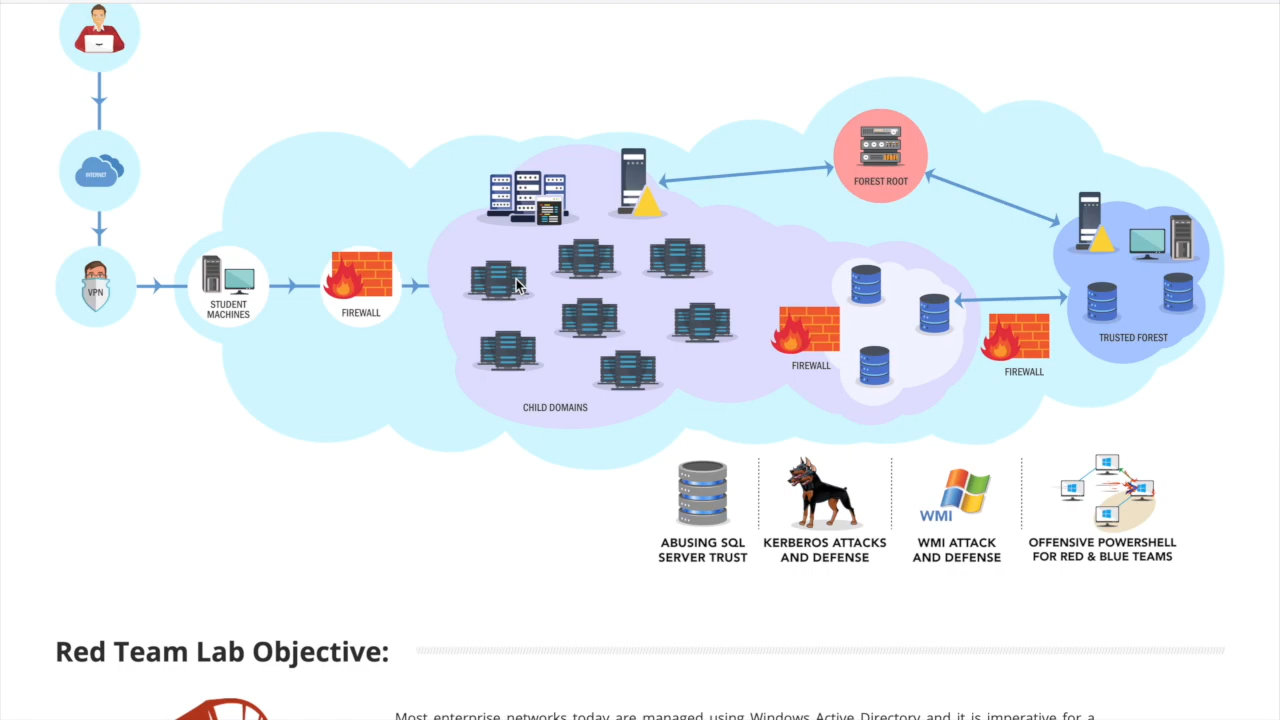 INTERNET
VPN
STUDENT
MACHINES
FIREWALL
FOREST ROOT
CHILD DOMAINS
FIREWALL
FIREWALL
TRUSTED FOREST
ABUSING SQL
SERVER TRUST
KERBEROS ATTACKS
AND DEFENSE
WMI
WMI ATTACK
AND DEFENSE
OFFENSIVE POWERSHELL
FOR RED & BLUE TEAMS
Red Team Lab Objective:
Most enterprise networks today are managed using Windows Active Directory and it is imperative for a